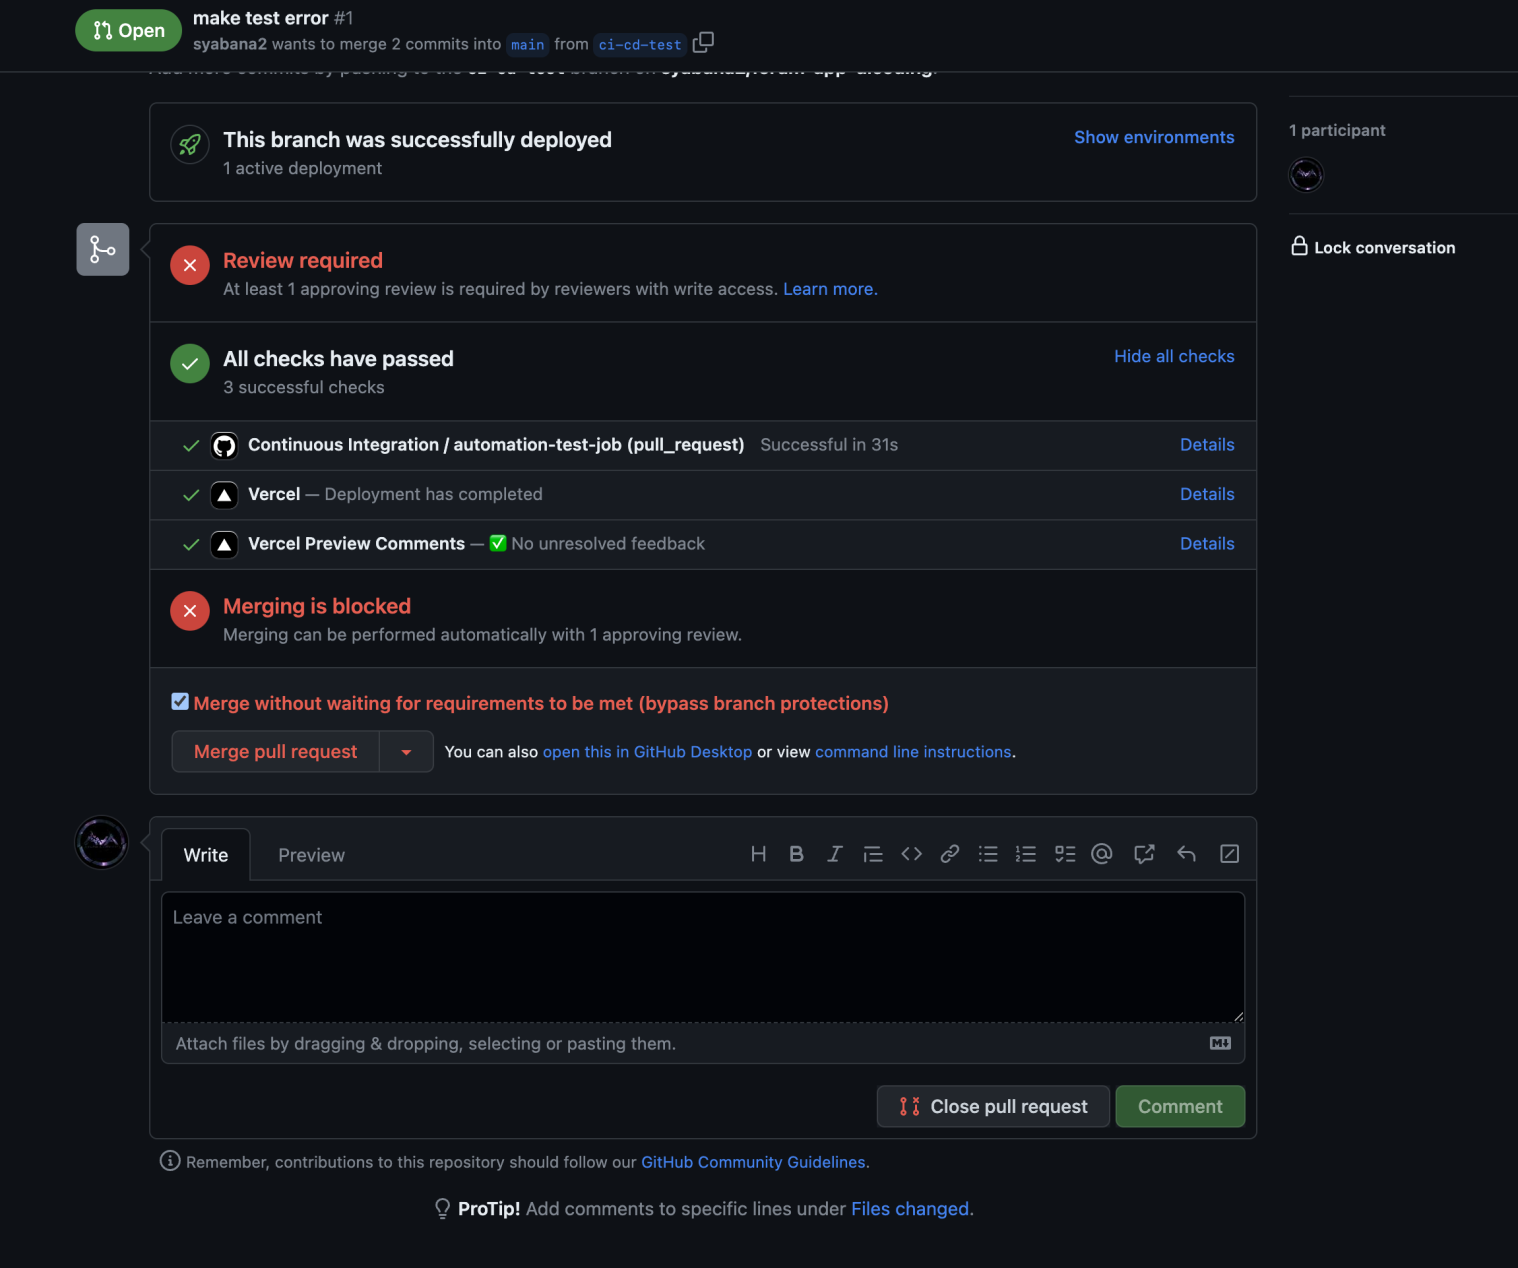 Open
make test error #1
syabana2 wants to merge 2 commits into main from ci-cd-test
This branch was successfully deployed
1 active deployment
Show environments
1 participant
Lock conversation
Review required
At least 1 approving review is required by reviewers with write access. Learn more.
All checks have passed
3 successful checks
Hide all checks
Continuous Integration / automation-test-job (pull_request) Successful in 31s Details
Vercel — Deployment has completed Details
Vercel Preview Comments — ✅ No unresolved feedback Details
Merging is blocked
Merging can be performed automatically with 1 approving review.
Merge without waiting for requirements to be met (bypass branch protections)
Merge pull request
You can also open this in GitHub Desktop or view command line instructions.
Write Preview
Leave a comment
Attach files by dragging & dropping, selecting or pasting them.
Close pull request Comment
Remember, contributions to this repository should follow our GitHub Community Guidelines.
ProTip! Add comments to specific lines under Files changed.